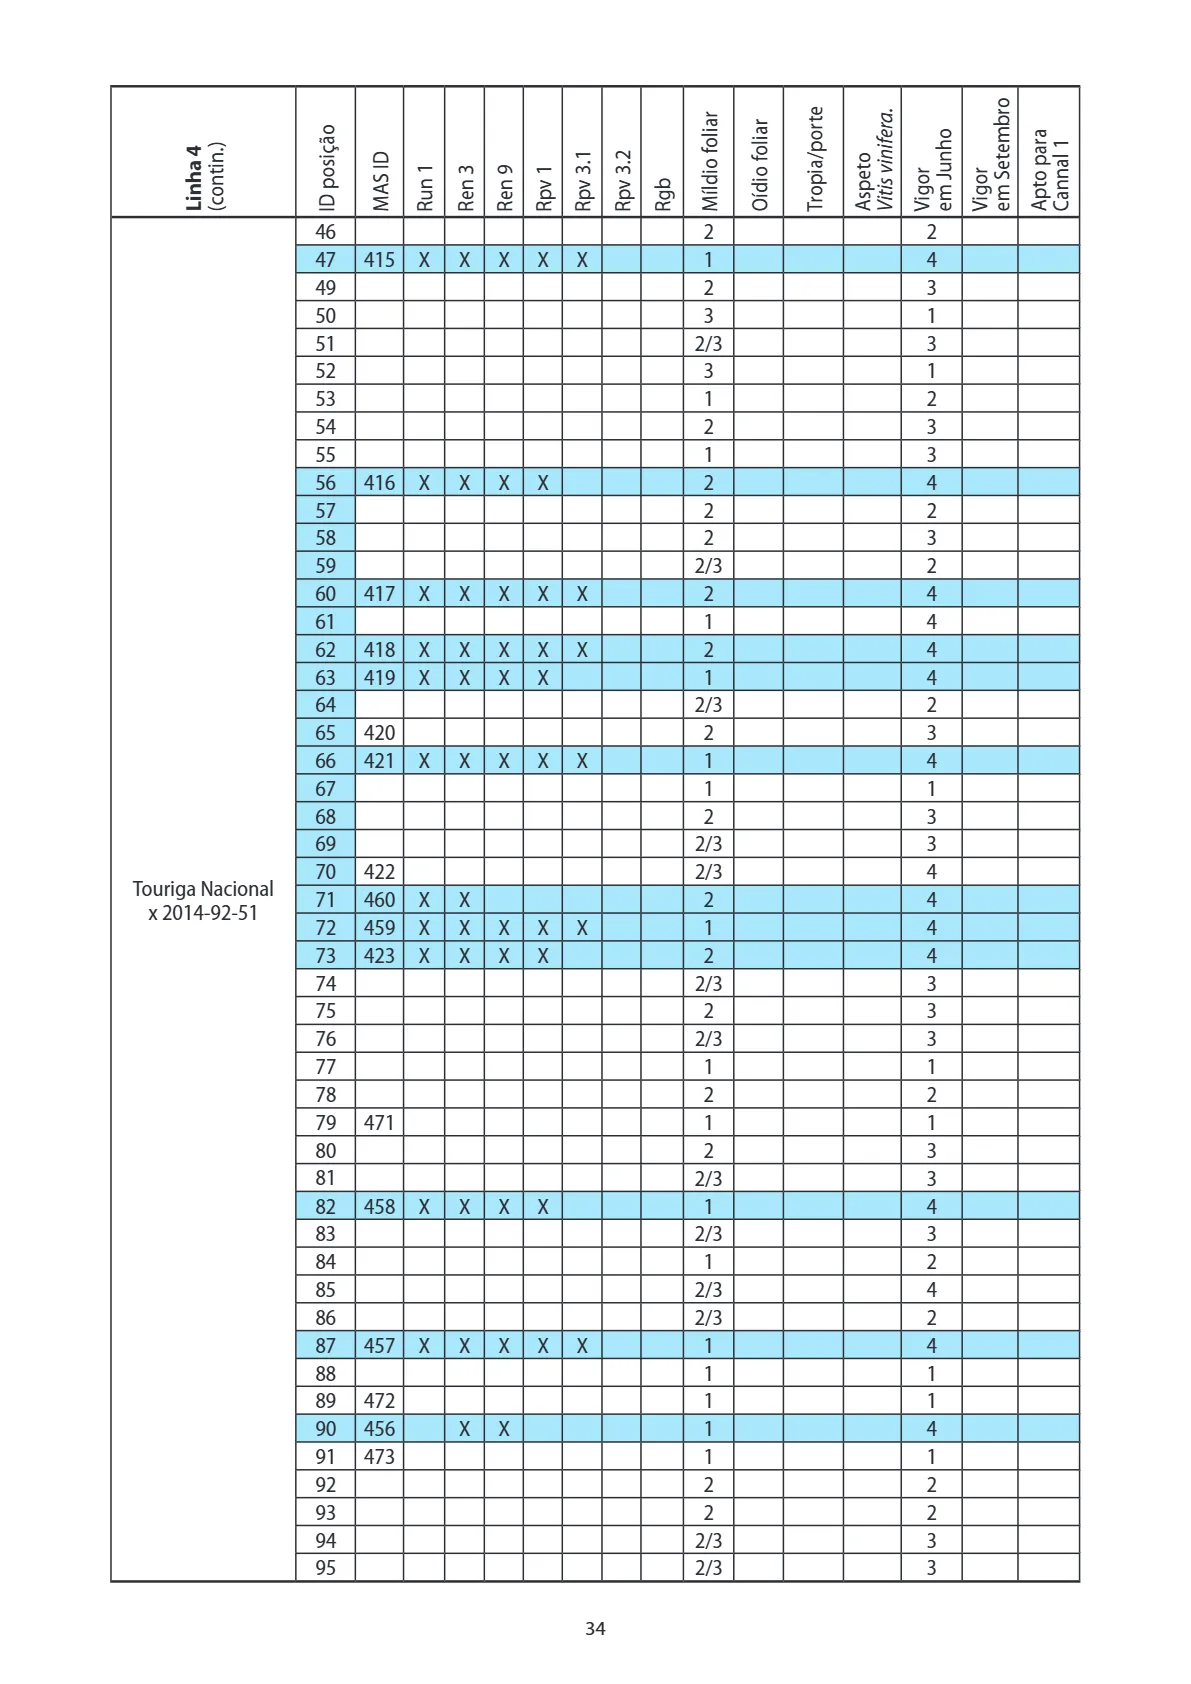 Linha 4
(contin.)
ID posição
MAS ID
Run 1
Ren 3
Ren 9
Rpv 1
Rpv 3.1
Rpv 3.2
Rgb
Míldio foliar
Oídio foliar
Tropia/porte
Aspeto
Vitis vinifera.
Vigor
em Junho
Vigor
em Setembro
Apto para
Cannal 1
46 2 2
47 415 X X X X X 1 4
49 2 3
50 3 1
51 2/3 3
52 3 1
53 1 2
54 2 3
55 1 3
56 416 X X X X 2 4
57 2 2
58 2 3
59 2/3 2
60 417 X X X X X 2 4
61 1 4
62 418 X X X X X 2 4
63 419 X X X X 1 4
64 2/3 2
65 420 2 3
66 421 X X X X X 1 4
67 1 1
68 2 3
69 2/3 3
70 422 2/3 4
Touriga Nacional
x 2014-92-51
71 460 X X 2 4
72 459 X X X X X 1 4
73 423 X X X X 2 4
74 2/3 3
75 2 3
76 2/3 3
77 1 1
78 2 2
79 471 1 1
80 2 3
81 2/3 3
82 458 X X X X 1 4
83 2/3 3
84 1 2
85 2/3 4
86 2/3 2
87 457 X X X X X 1 4
88 1 1
89 472 1 1
90 456 X X 1 4
91 473 1 1
92 2 2
93 2 2
94 2/3 3
95 2/3 3
34